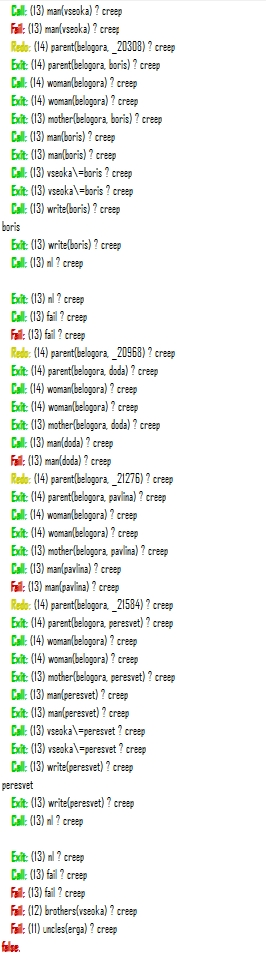 Call: (13) man(vseoka) ? creep
Fail: (13) man(vseoka) ? creep
Redo: (14) parent(belogora, _20308) ? creep
Exit: (14) parent(belogora, boris) ? creep
Call: (14) woman(belogora) ? creep
Exit: (14) woman(belogora) ? creep
Exit: (13) mother(belogora, boris) ? creep
Call: (13) man(boris) ? creep
Exit: (13) man(boris) ? creep
Call: (13) vseoka\=boris ? creep
Exit: (13) vseoka\=boris ? creep
Call: (13) write(boris) ? creep
boris
Exit: (13) write(boris) ? creep
Call: (13) nl ? creep
Exit: (13) nl ? creep
Call: (13) fail ? creep
Fail: (13) fail ? creep
Redo: (14) parent(belogora, _20968) ? creep
Exit: (14) parent(belogora, doda) ? creep
Call: (14) woman(belogora) ? creep
Exit: (14) woman(belogora) ? creep
Exit: (13) mother(belogora, doda) ? creep
Call: (13) man(doda) ? creep
Fail: (13) man(doda) ? creep
Redo: (14) parent(belogora, _21276) ? creep
Exit: (14) parent(belogora, pavlina) ? creep
Call: (14) woman(belogora) ? creep
Exit: (14) woman(belogora) ? creep
Exit: (13) mother(belogora, pavlina) ? creep
Call: (13) man(pavlina) ? creep
Fail: (13) man(pavlina) ? creep
Redo: (14) parent(belogora, _21584) ? creep
Exit: (14) parent(belogora, peresvet) ? creep
Call: (14) woman(belogora) ? creep
Exit: (14) woman(belogora) ? creep
Exit: (13) mother(belogora, peresvet) ? creep
Call: (13) man(peresvet) ? creep
Exit: (13) man(peresvet) ? creep
Call: (13) vseoka\=peresvet ? creep
Exit: (13) vseoka\=peresvet ? creep
Call: (13) write(peresvet) ? creep
peresvet
Exit: (13) write(peresvet) ? creep
Call: (13) nl ? creep
Exit: (13) nl ? creep
Call: (13) fail ? creep
Fail: (13) fail ? creep
Fail: (12) brothers(vseoka) ? creep
Fail: (11) uncles(erga) ? creep
false.